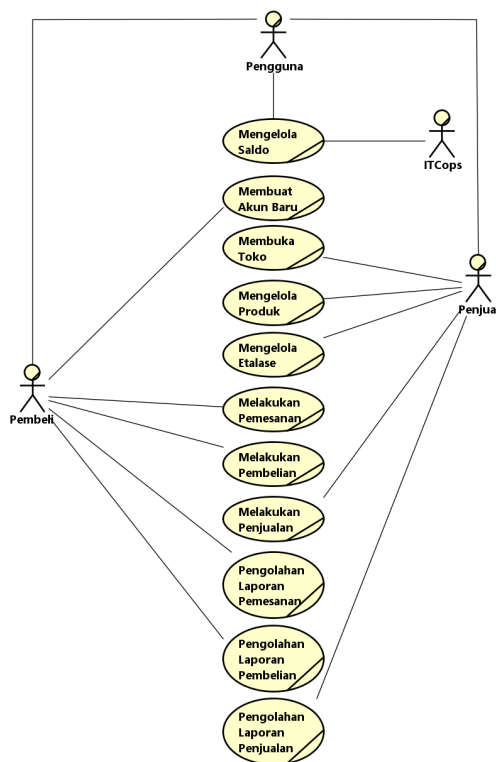 Pengguna
Mengelola
Saldo
ITCops
Membuat
Akun Baru
Membuka
Toko
Mengelola
Produk
Penjua
Mengelola
Etalase
Melakukan
Pemesanan
Pembeli
Melakukan
Pembelian
Melakukan
Penjualan
Pengolahan
Laporan
Pemesanan
Pengolahan
Laporan
Pembelian
Pengolahan
Laporan
Penjualan